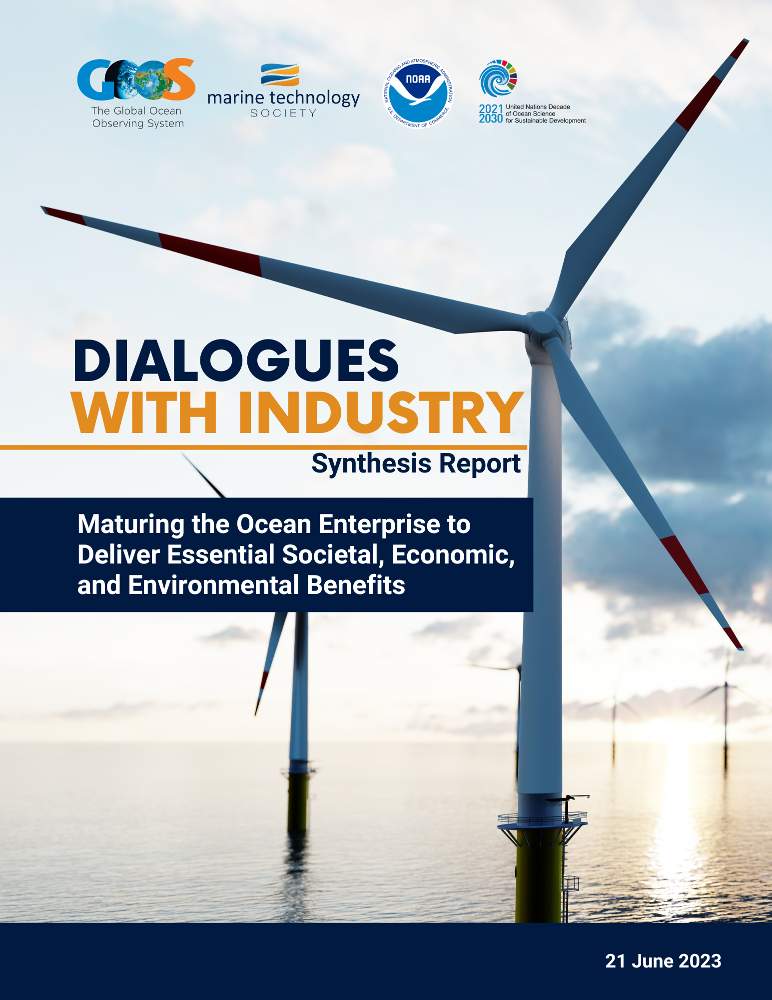 GOOS
The Global Ocean
Observing System
marine technology
SOCIETY
NATIONAL OCEANIC AND ATMOSPHERIC ADMINISTRATION
NOAA
U.S. DEPARTMENT OF COMMERCE
2021
2030
United Nations Decade
of Ocean Science
for Sustainable Development
DIALOGUES
WITH INDUSTRY
Synthesis Report
Maturing the Ocean Enterprise to
Deliver Essential Societal, Economic,
and Environmental Benefits
21 June 2023